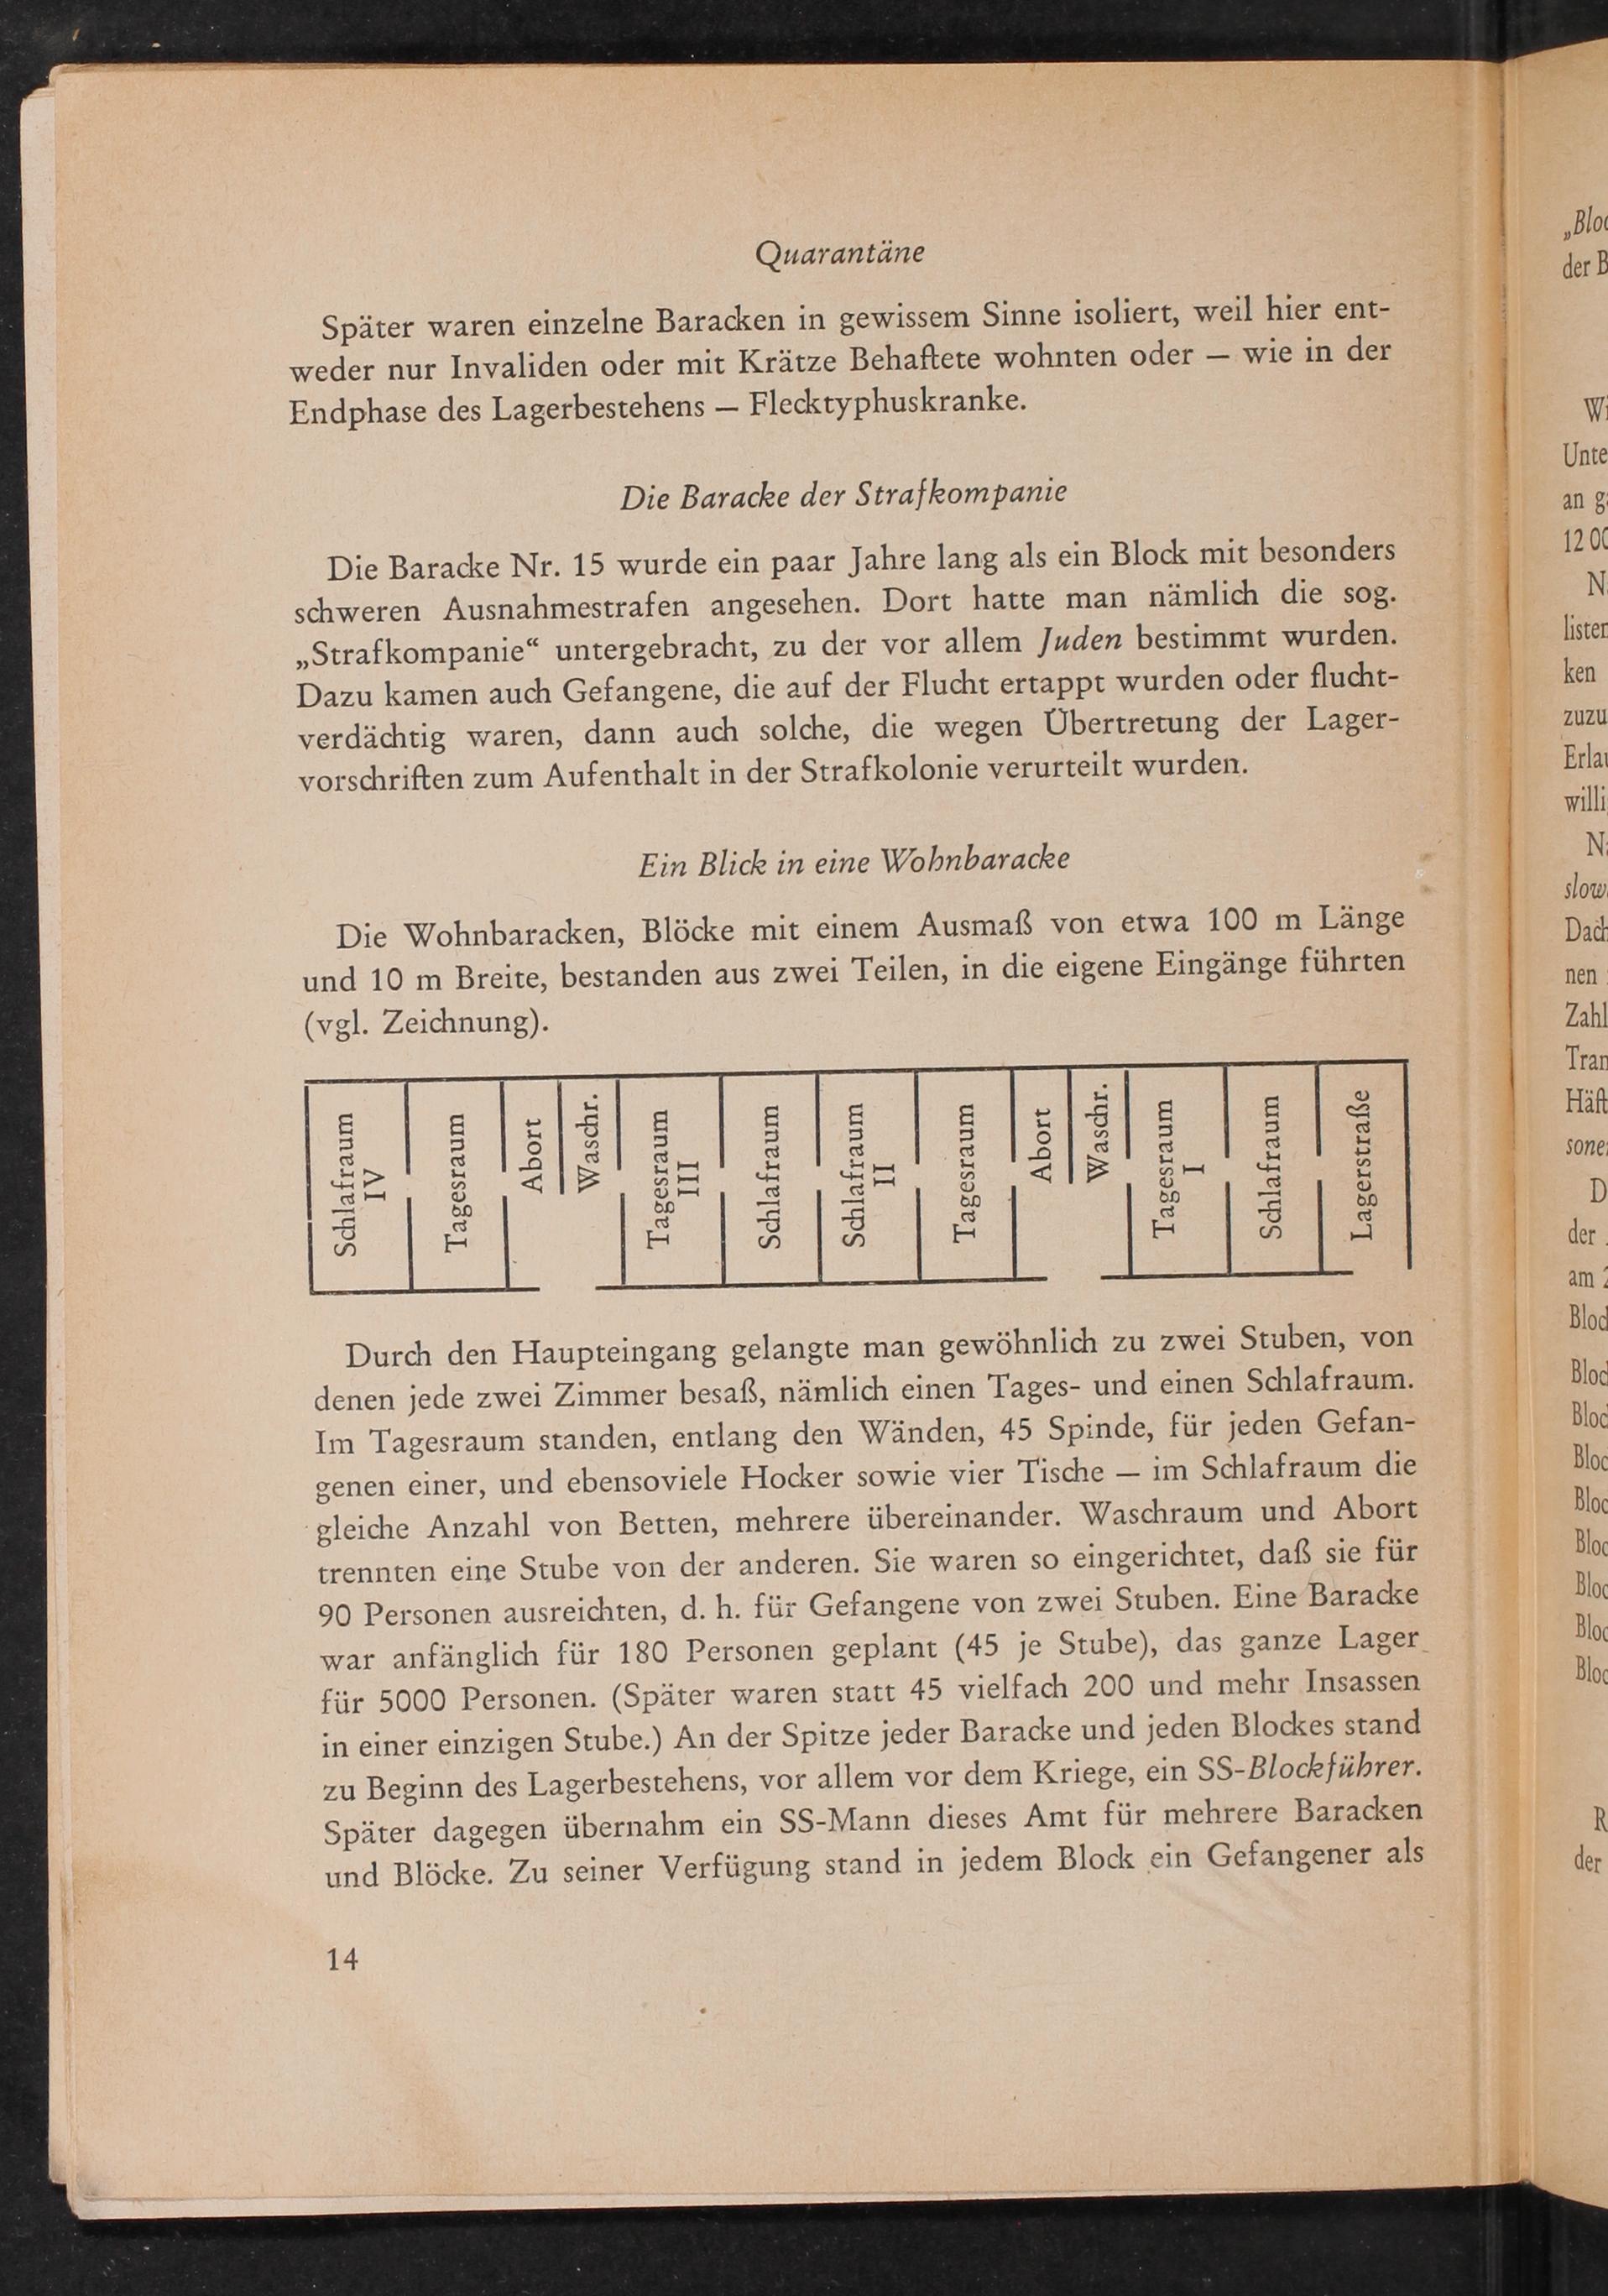 Quarantäne
Später waren einzelne Baracken in gewissem Sinne isoliert, weil hier ent-
weder nur Invaliden oder mit Krätze Behaftete wohnten oder — wie in der
Endphase des Lagerbestehens — Flecktyphuskranke.
Die Baracke der Strafkompanie
Die Baracke Nr. 15 wurde ein paar Jahre lang als ein Block mit besonders
schweren Ausnahmestrafen angesehen. Dort hatte man nämlich die sog.
„Strafkompanie“ untergebracht, zu der vor allem Juden bestimmt wurden.
Dazu kamen auch Gefangene, die auf der Flucht ertappt wurden oder flucht-
verdächtig waren, dann auch solche, die wegen Übertretung der Lager-
vorschriften zum Aufenthalt in der Strafkolonie verurteilt wurden.
Ein Blick in eine Wohnbaracke
Die Wohnbaracken, Blöcke mit einem Ausmaß von etwa 100 m Länge
und 10 m Breite, bestanden aus zwei Teilen, in die eigene Eingänge führten
(vgl. Zeichnung).
Schlafraum
IV
Tagesraum
Abort
Waschr.
Tagesraum
III
Schlafraum
Schlafraum
II
Tagesraum
Abort
Waschr.
Tagesraum
I
Schlafraum
Lagerstraße
Durch den Haupteingang gelangte man gewöhnlich zu zwei Stuben, von
denen jede zwei Zimmer besaß, nämlich einen Tages- und einen Schlafraum.
Im Tagesraum standen, entlang den Wänden, 45 Spinde, für jeden Gefan-
genen einer, und ebensoviele Hocker sowie vier Tische — im Schlafraum die
gleiche Anzahl von Betten, mehrere übereinander. Waschraum und Abort
trennten eine Stube von der anderen. Sie waren so eingerichtet, daß sie für
90 Personen ausreichten, d. h. für Gefangene von zwei Stuben. Eine Baracke
war anfänglich für 180 Personen geplant (45 je Stube), das ganze Lager
für 5000 Personen. (Später waren statt 45 vielfach 200 und mehr Insassen
in einer einzigen Stube.) An der Spitze jeder Baracke und jeden Blockes stand
zu Beginn des Lagerbestehens, vor allem vor dem Kriege, ein SS-Blockführer.
Später dagegen übernahm ein SS-Mann dieses Amt für mehrere Baracken
und Blöcke. Zu seiner Verfügung stand in jedem Block ein Gefangener als
14
der
an
ken
nen
der
am
der